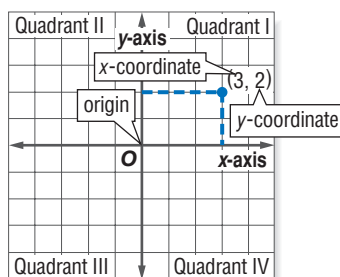 Quadrant II Quadrant I
y-axis
x-coordinate
(3, 2)
origin
y-coordinate
O x-axis
Quadrant III Quadrant IV